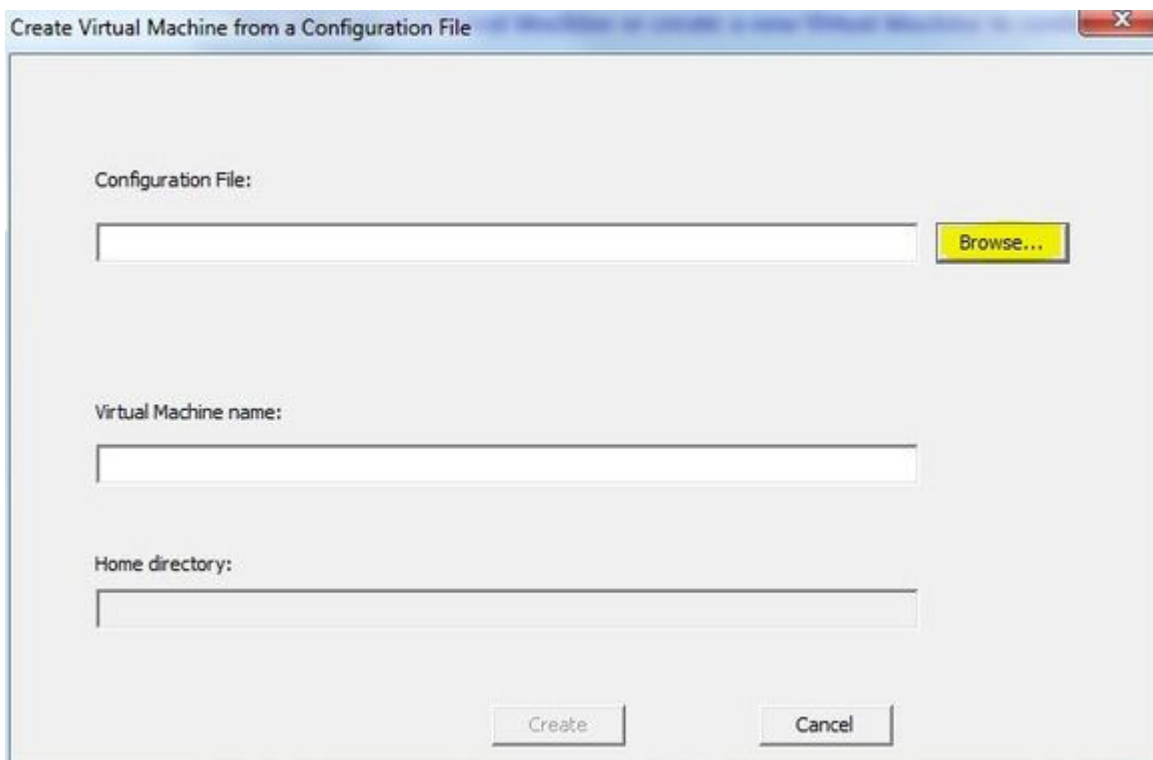 Create Virtual Machine from a Configuration File
Configuration File:
Browse...
Virtual Machine name:
Home directory:
Create
Cancel